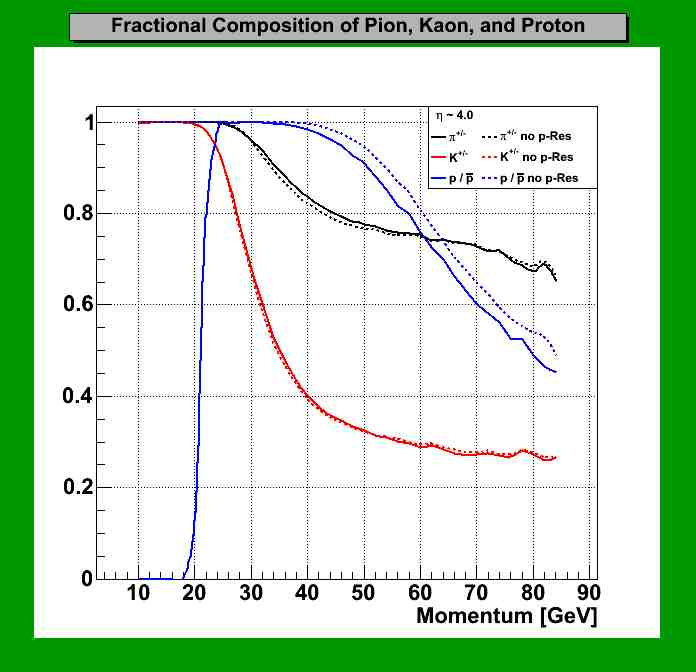 Fractional Composition of Pion, Kaon, and Proton
η ~ 4.0
π+/- π+/- no p-Res
K+/- K+/- no p-Res
p / p̅ p / p̅ no p-Res
1
0.8
0.6
0.4
0.2
0
10 20 30 40 50 60 70 80 90
Momentum [GeV]